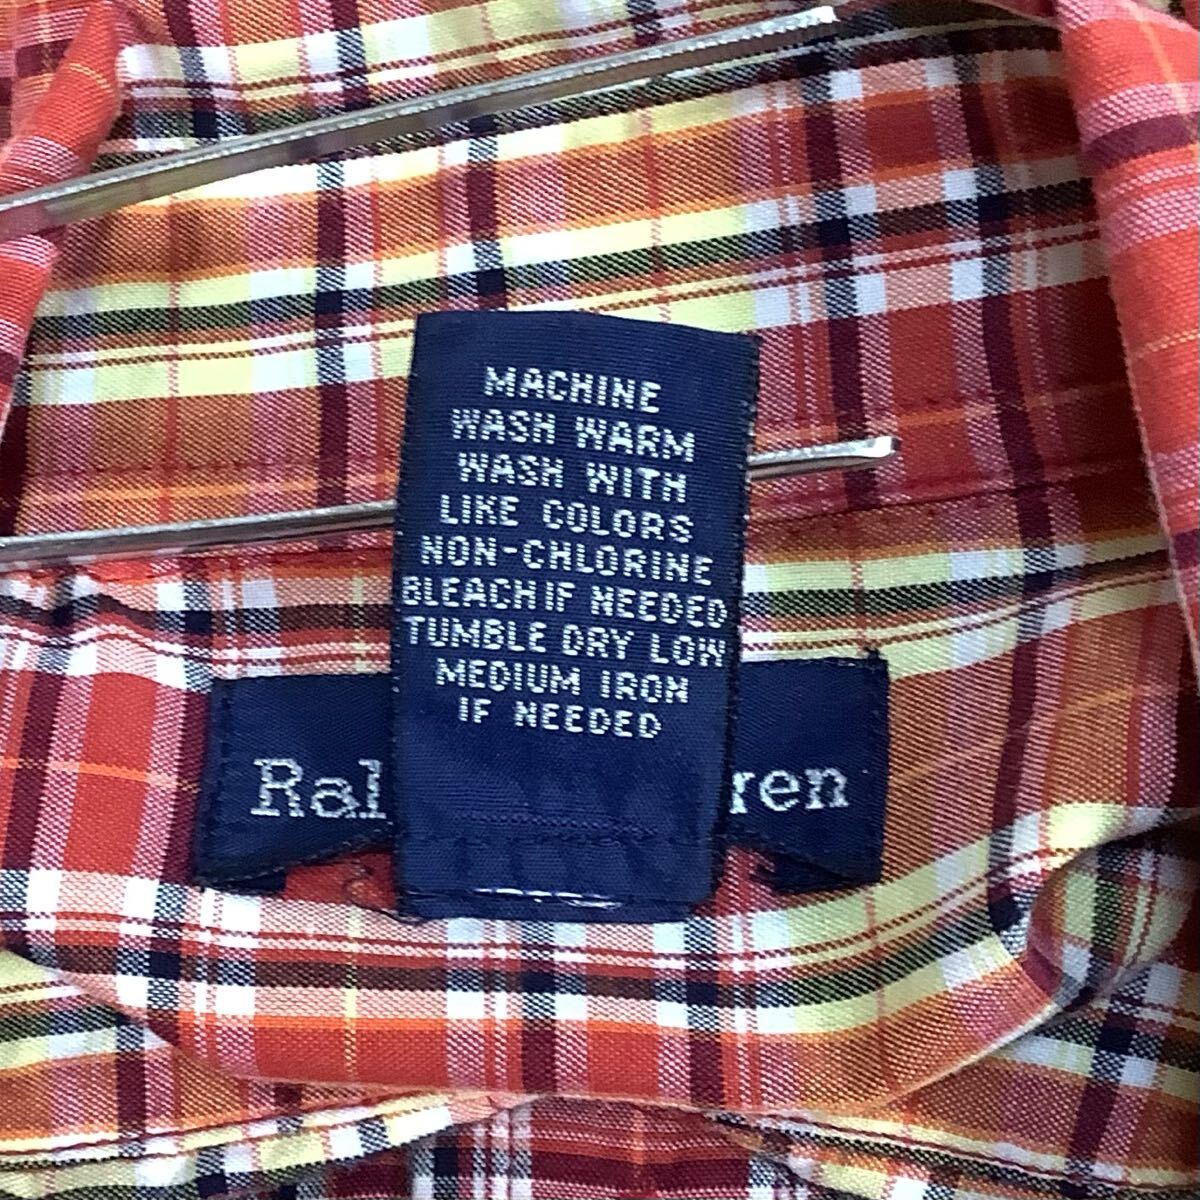 MACHINE
WASH WARM
WASH WITH
LIKE COLORS
NON-CHLORINE
BLEACH IF NEEDED
TUMBLE DRY LOW
MEDIUM IRON
IF NEEDED
Ral ren